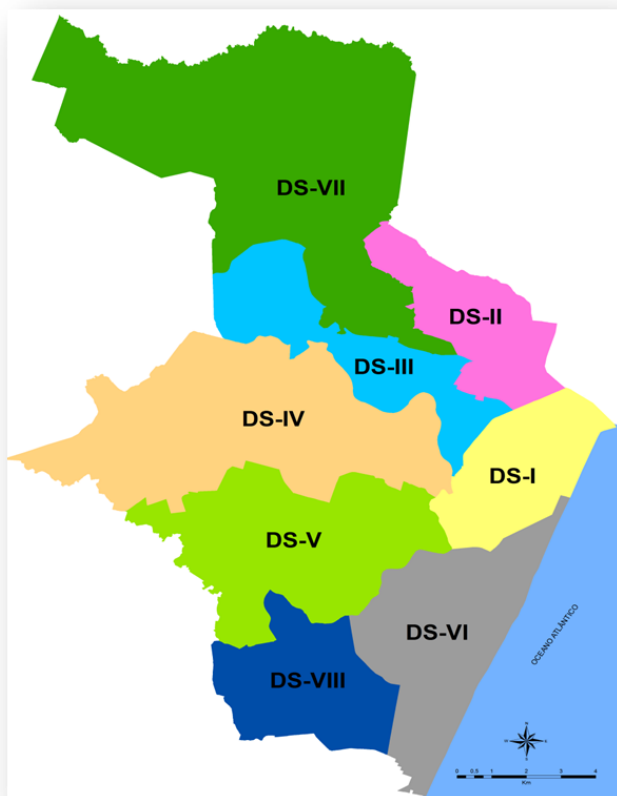 DS-VII
DS-II
DS-III
DS-IV
DS-I
DS-V
DS-VI
DS-VIII
OCEANO ATLÂNTICO
N
0 0,5 1 2 3 4
Km